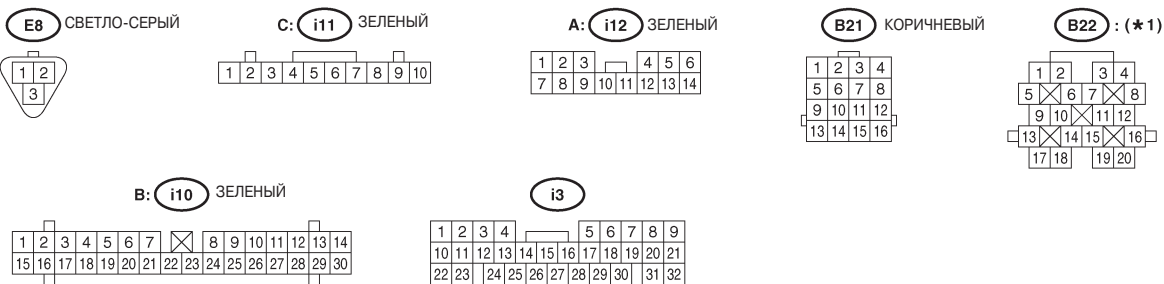 E8 СВЕТЛО-СЕРЫЙ
1 2
3
C: i11 ЗЕЛЕНЫЙ
1 2 3 4 5 6 7 8 9 10
A: i12 ЗЕЛЕНЫЙ
1 2 3 4 5 6
7 8 9 10 11 12 13 14
B21 КОРИЧНЕВЫЙ
1 2 3 4
5 6 7 8
9 10 11 12
13 14 15 16
B22 : (*1)
1 2 3 4
5 6 7 8
9 10 11 12
13 14 15 16
17 18 19 20
B: i10 ЗЕЛЕНЫЙ
1 2 3 4 5 6 7 8 9 10 11 12 13 14
15 16 17 18 19 20 21 22 23 24 25 26 27 28 29 30
i3
1 2 3 4 5 6 7 8 9
10 11 12 13 14 15 16 17 18 19 20 21
22 23 24 25 26 27 28 29 30 31 32